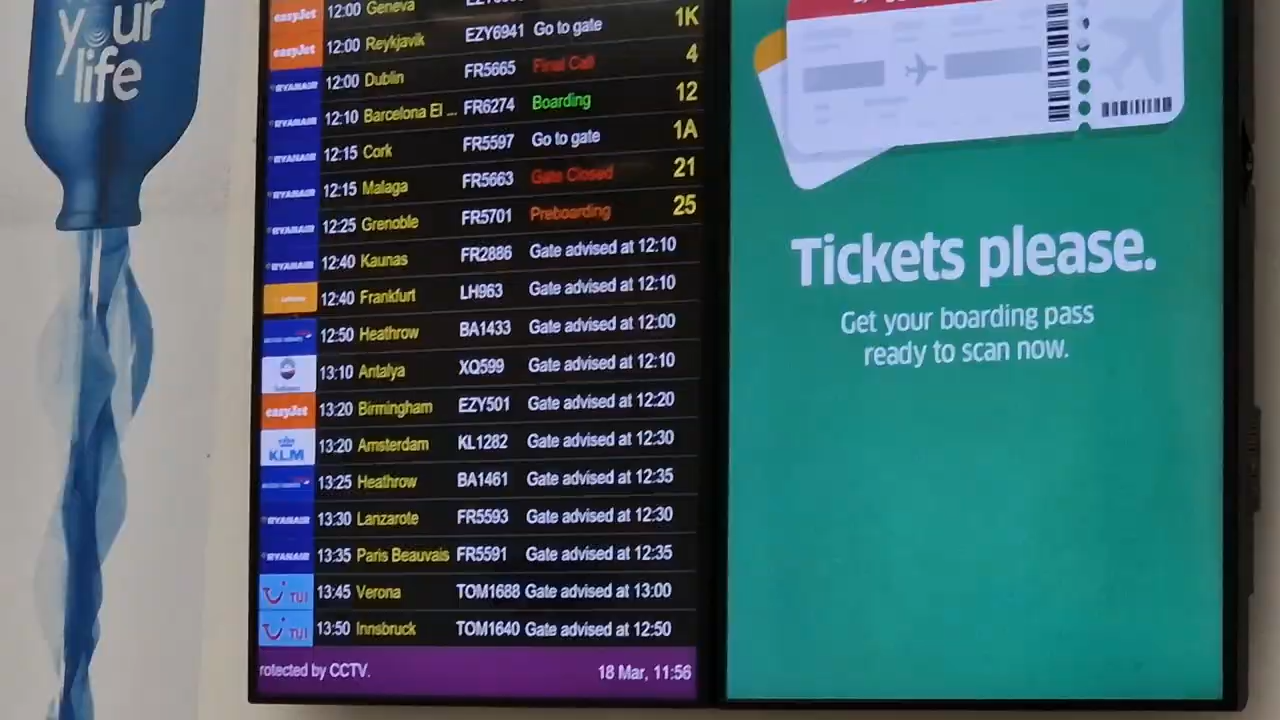 your
life
easyJet 12:00 Geneva
easyJet 12:00 Reykjavik EZY6941 Go to gate 1K
RYANAIR 12:00 Dublin FR5665 Final Call 4
RYANAIR 12:10 Barcelona El ... FR6274 Boarding 12
RYANAIR 12:15 Cork FR5597 Go to gate 1A
RYANAIR 12:15 Malaga FR5663 Gate Closed 21
RYANAIR 12:25 Grenoble FR5701 Preboarding 25
RYANAIR 12:40 Kaunas FR2886 Gate advised at 12:10
12:40 Frankfurt LH963 Gate advised at 12:10
12:50 Heathrow BA1433 Gate advised at 12:00
13:10 Antalya XQ599 Gate advised at 12:10
easyJet 13:20 Birmingham EZY501 Gate advised at 12:20
KLM 13:20 Amsterdam KL1282 Gate advised at 12:30
13:25 Heathrow BA1461 Gate advised at 12:35
RYANAIR 13:30 Lanzarote FR5593 Gate advised at 12:30
RYANAIR 13:35 Paris Beauvais FR5591 Gate advised at 12:35
TUI 13:45 Verona TOM1688 Gate advised at 13:00
TUI 13:50 Innsbruck TOM1640 Gate advised at 12:50
rotected by CCTV. 18 Mar, 11:56
Tickets please.
Get your boarding pass
ready to scan now.